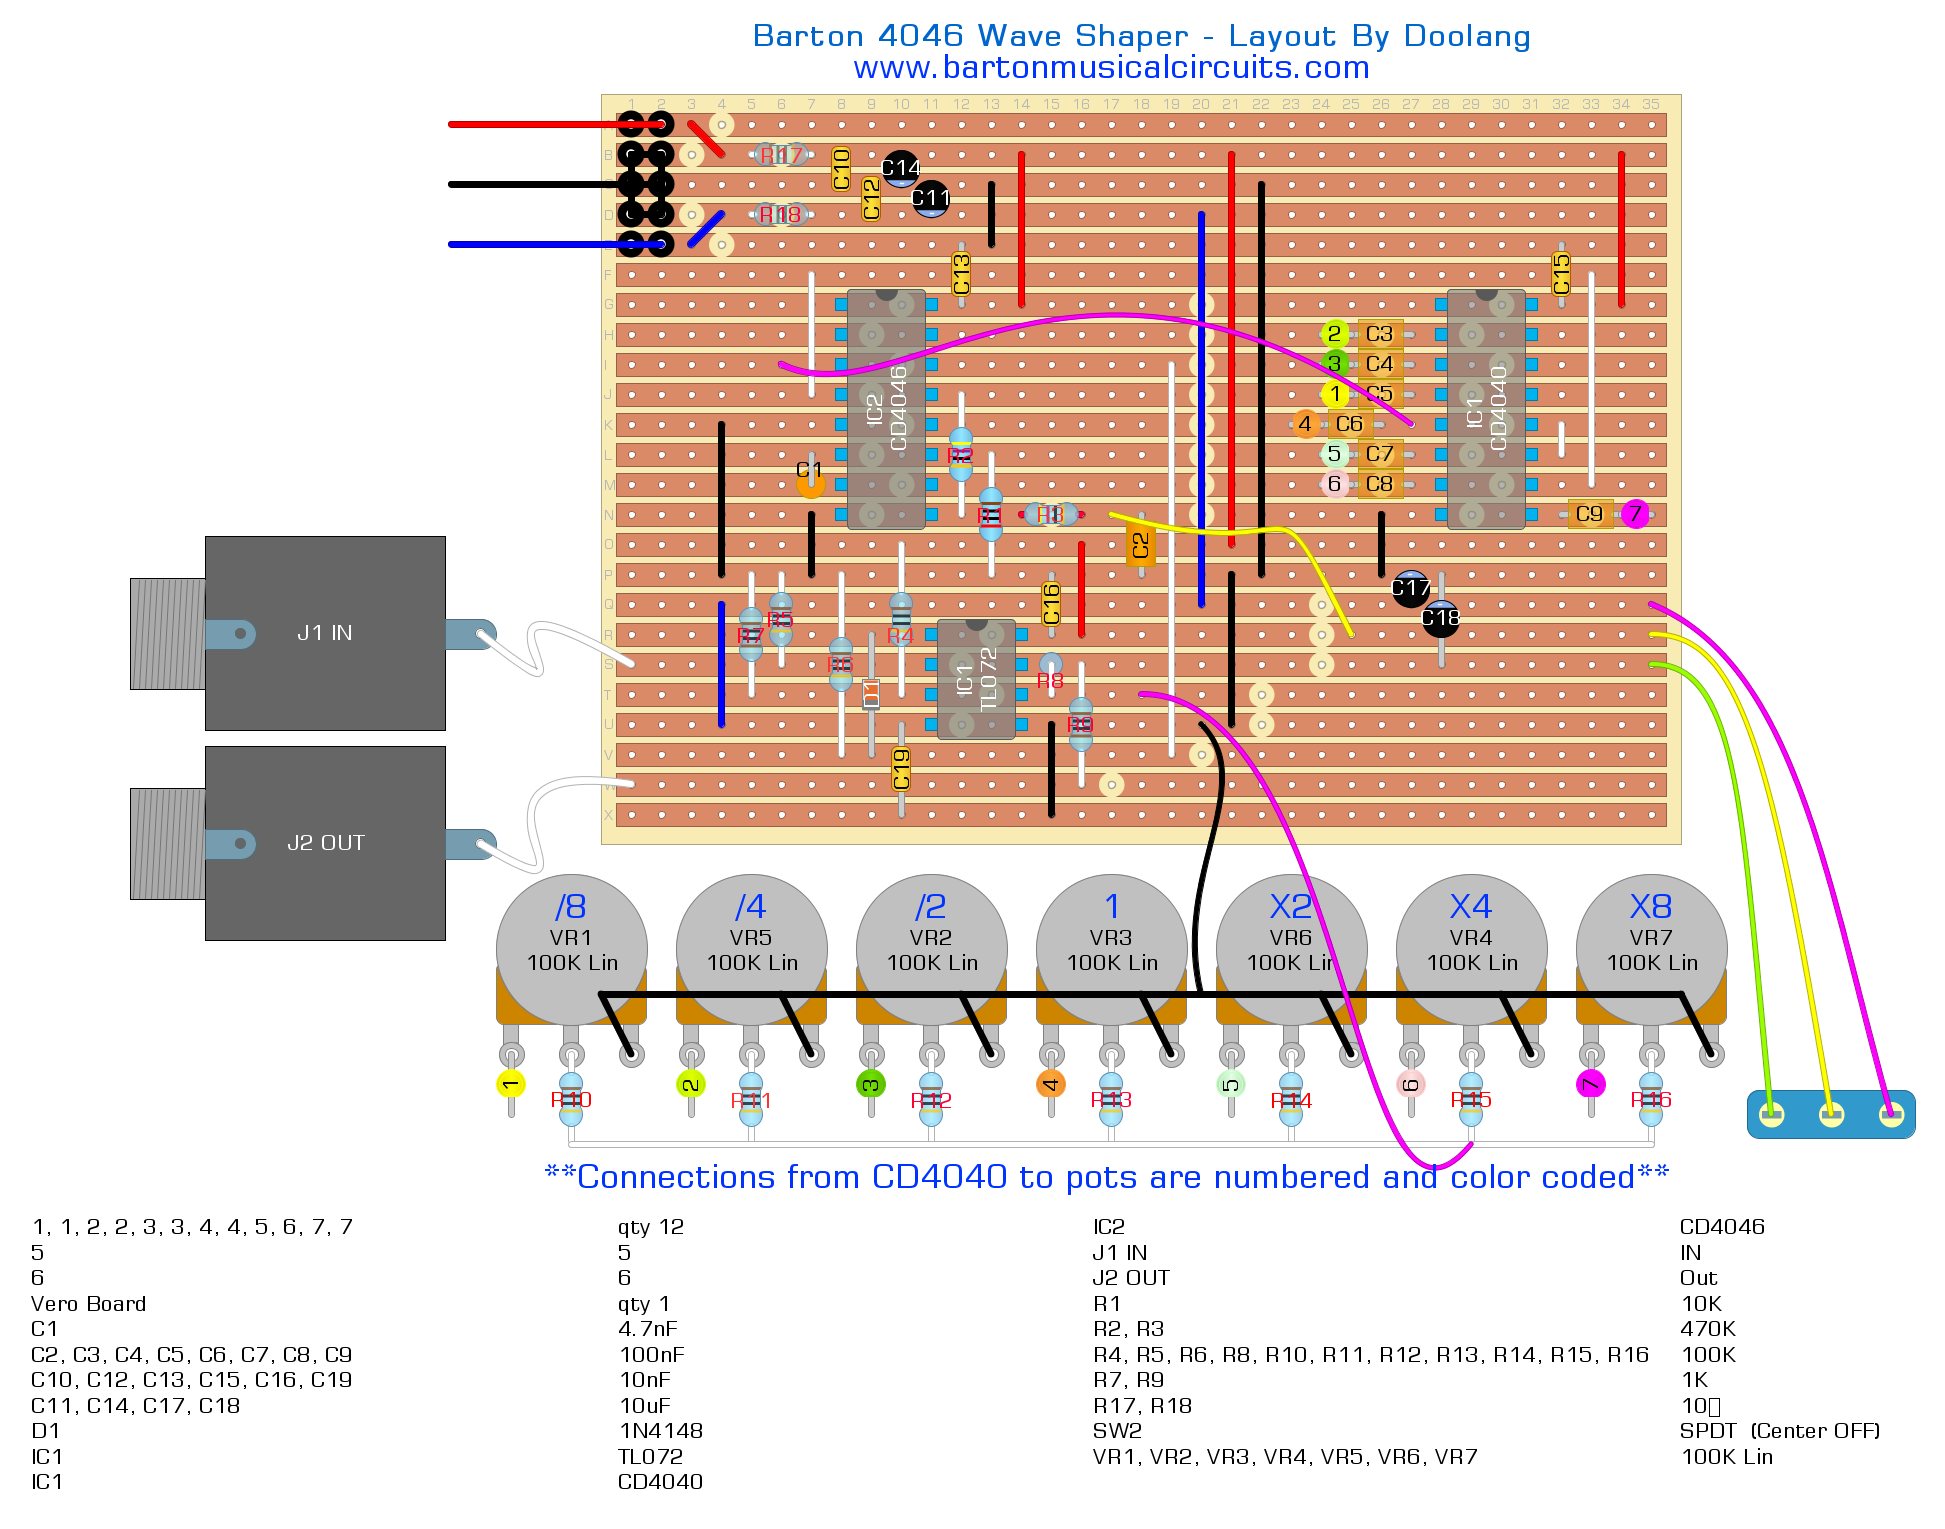 Barton 4046 Wave Shaper - Layout By Doolang
www.bartonmusicalcircuits.com
1 2 3 4 5 6 7 8 9 10 11 12 13 14 15 16 17 18 19 20 21 22 23 24 25 26 27 28 29 30 31 32 33 34 35
B
D
F
G
H
I
J
K
L
M
N
O
P
Q
R
S
T
U
V
W
X
R17
C10
C14
C12
C11
R18
C13
C15
2 C3
3 C4
1 C5
4 C6
5 C7
6 C8
C9 7
IC2
CD4046
IC1
CD4040
C1
R2
R1
R3
C2
C16
C17
C18
R5
R7
R4
R6
R8
R9
D1
IC1
TL072
C19
J1 IN
J2 OUT
/8
VR1
100K Lin
/4
VR5
100K Lin
/2
VR2
100K Lin
1
VR3
100K Lin
X2
VR6
100K Lin
X4
VR4
100K Lin
X8
VR7
100K Lin
1 R10 2 R11 3 R12 4 R13 5 R14 6 R15 7 R16
**Connections from CD4040 to pots are numbered and color coded**
1, 1, 2, 2, 3, 3, 4, 4, 5, 6, 7, 7 qty 12
5 5
6 6
Vero Board qty 1
C1 4.7nF
C2, C3, C4, C5, C6, C7, C8, C9 100nF
C10, C12, C13, C15, C16, C19 10nF
C11, C14, C17, C18 10uF
D1 1N4148
IC1 TL072
IC1 CD4040
IC2 CD4046
J1 IN IN
J2 OUT Out
R1 10K
R2, R3 470K
R4, R5, R6, R8, R10, R11, R12, R13, R14, R15, R16 100K
R7, R9 1K
R17, R18 10▯
SW2 SPDT (Center OFF)
VR1, VR2, VR3, VR4, VR5, VR6, VR7 100K Lin